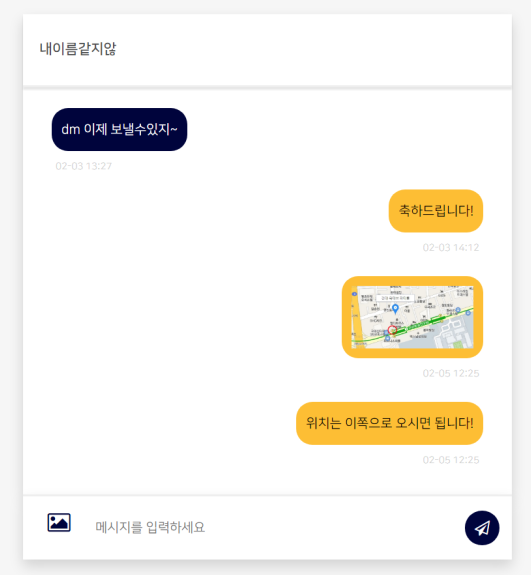 내이름같지않
dm 이제 보낼수있지~
02-03 13:27
축하드립니다!
02-03 14:12
02-05 12:25
위치는 이쪽으로 오시면 됩니다!
02-05 12:25
메시지를 입력하세요